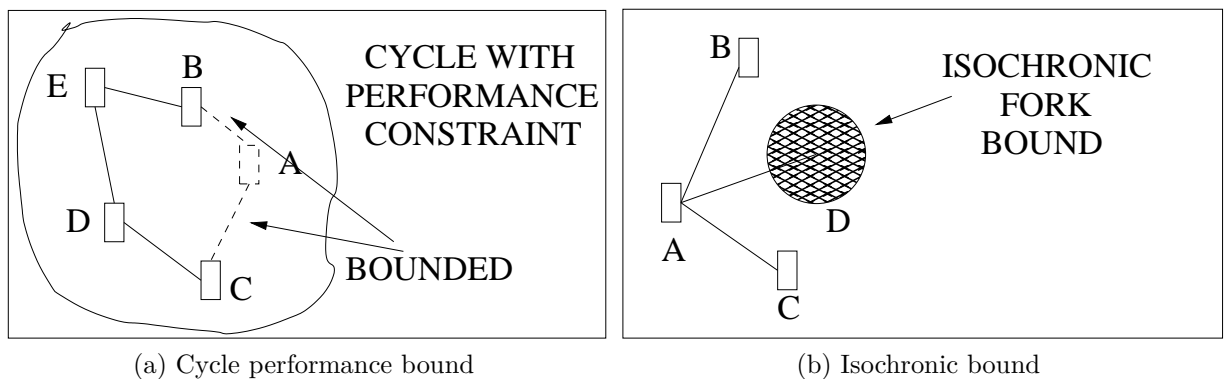 E
B
CYCLE WITH
PERFORMANCE
CONSTRAINT
A
D
C
BOUNDED
(a) Cycle performance bound
B
ISOCHRONIC
FORK
BOUND
D
A
C
(b) Isochronic bound